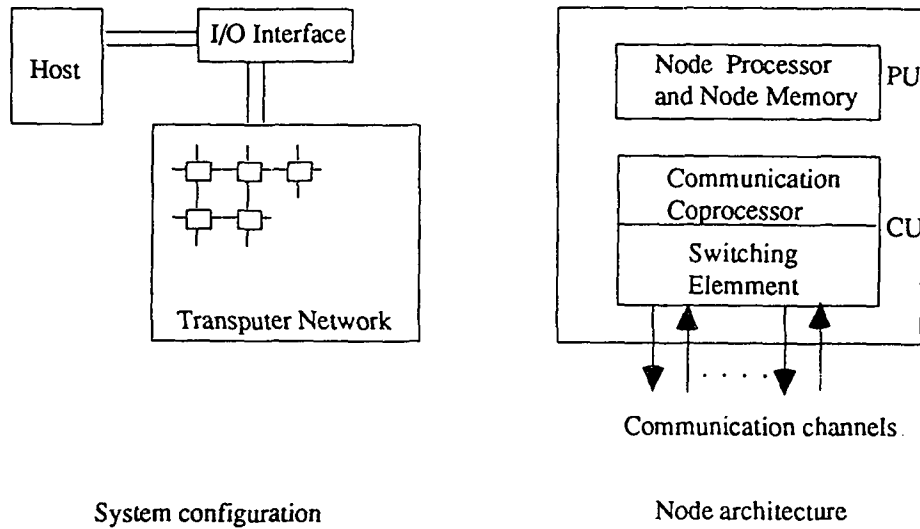 Host
I/O Interface
Transputer Network
System configuration
Node Processor
and Node Memory
PU
Communication
Coprocessor
CU
Switching
Elemment
. . . . .
Communication channels
Node architecture